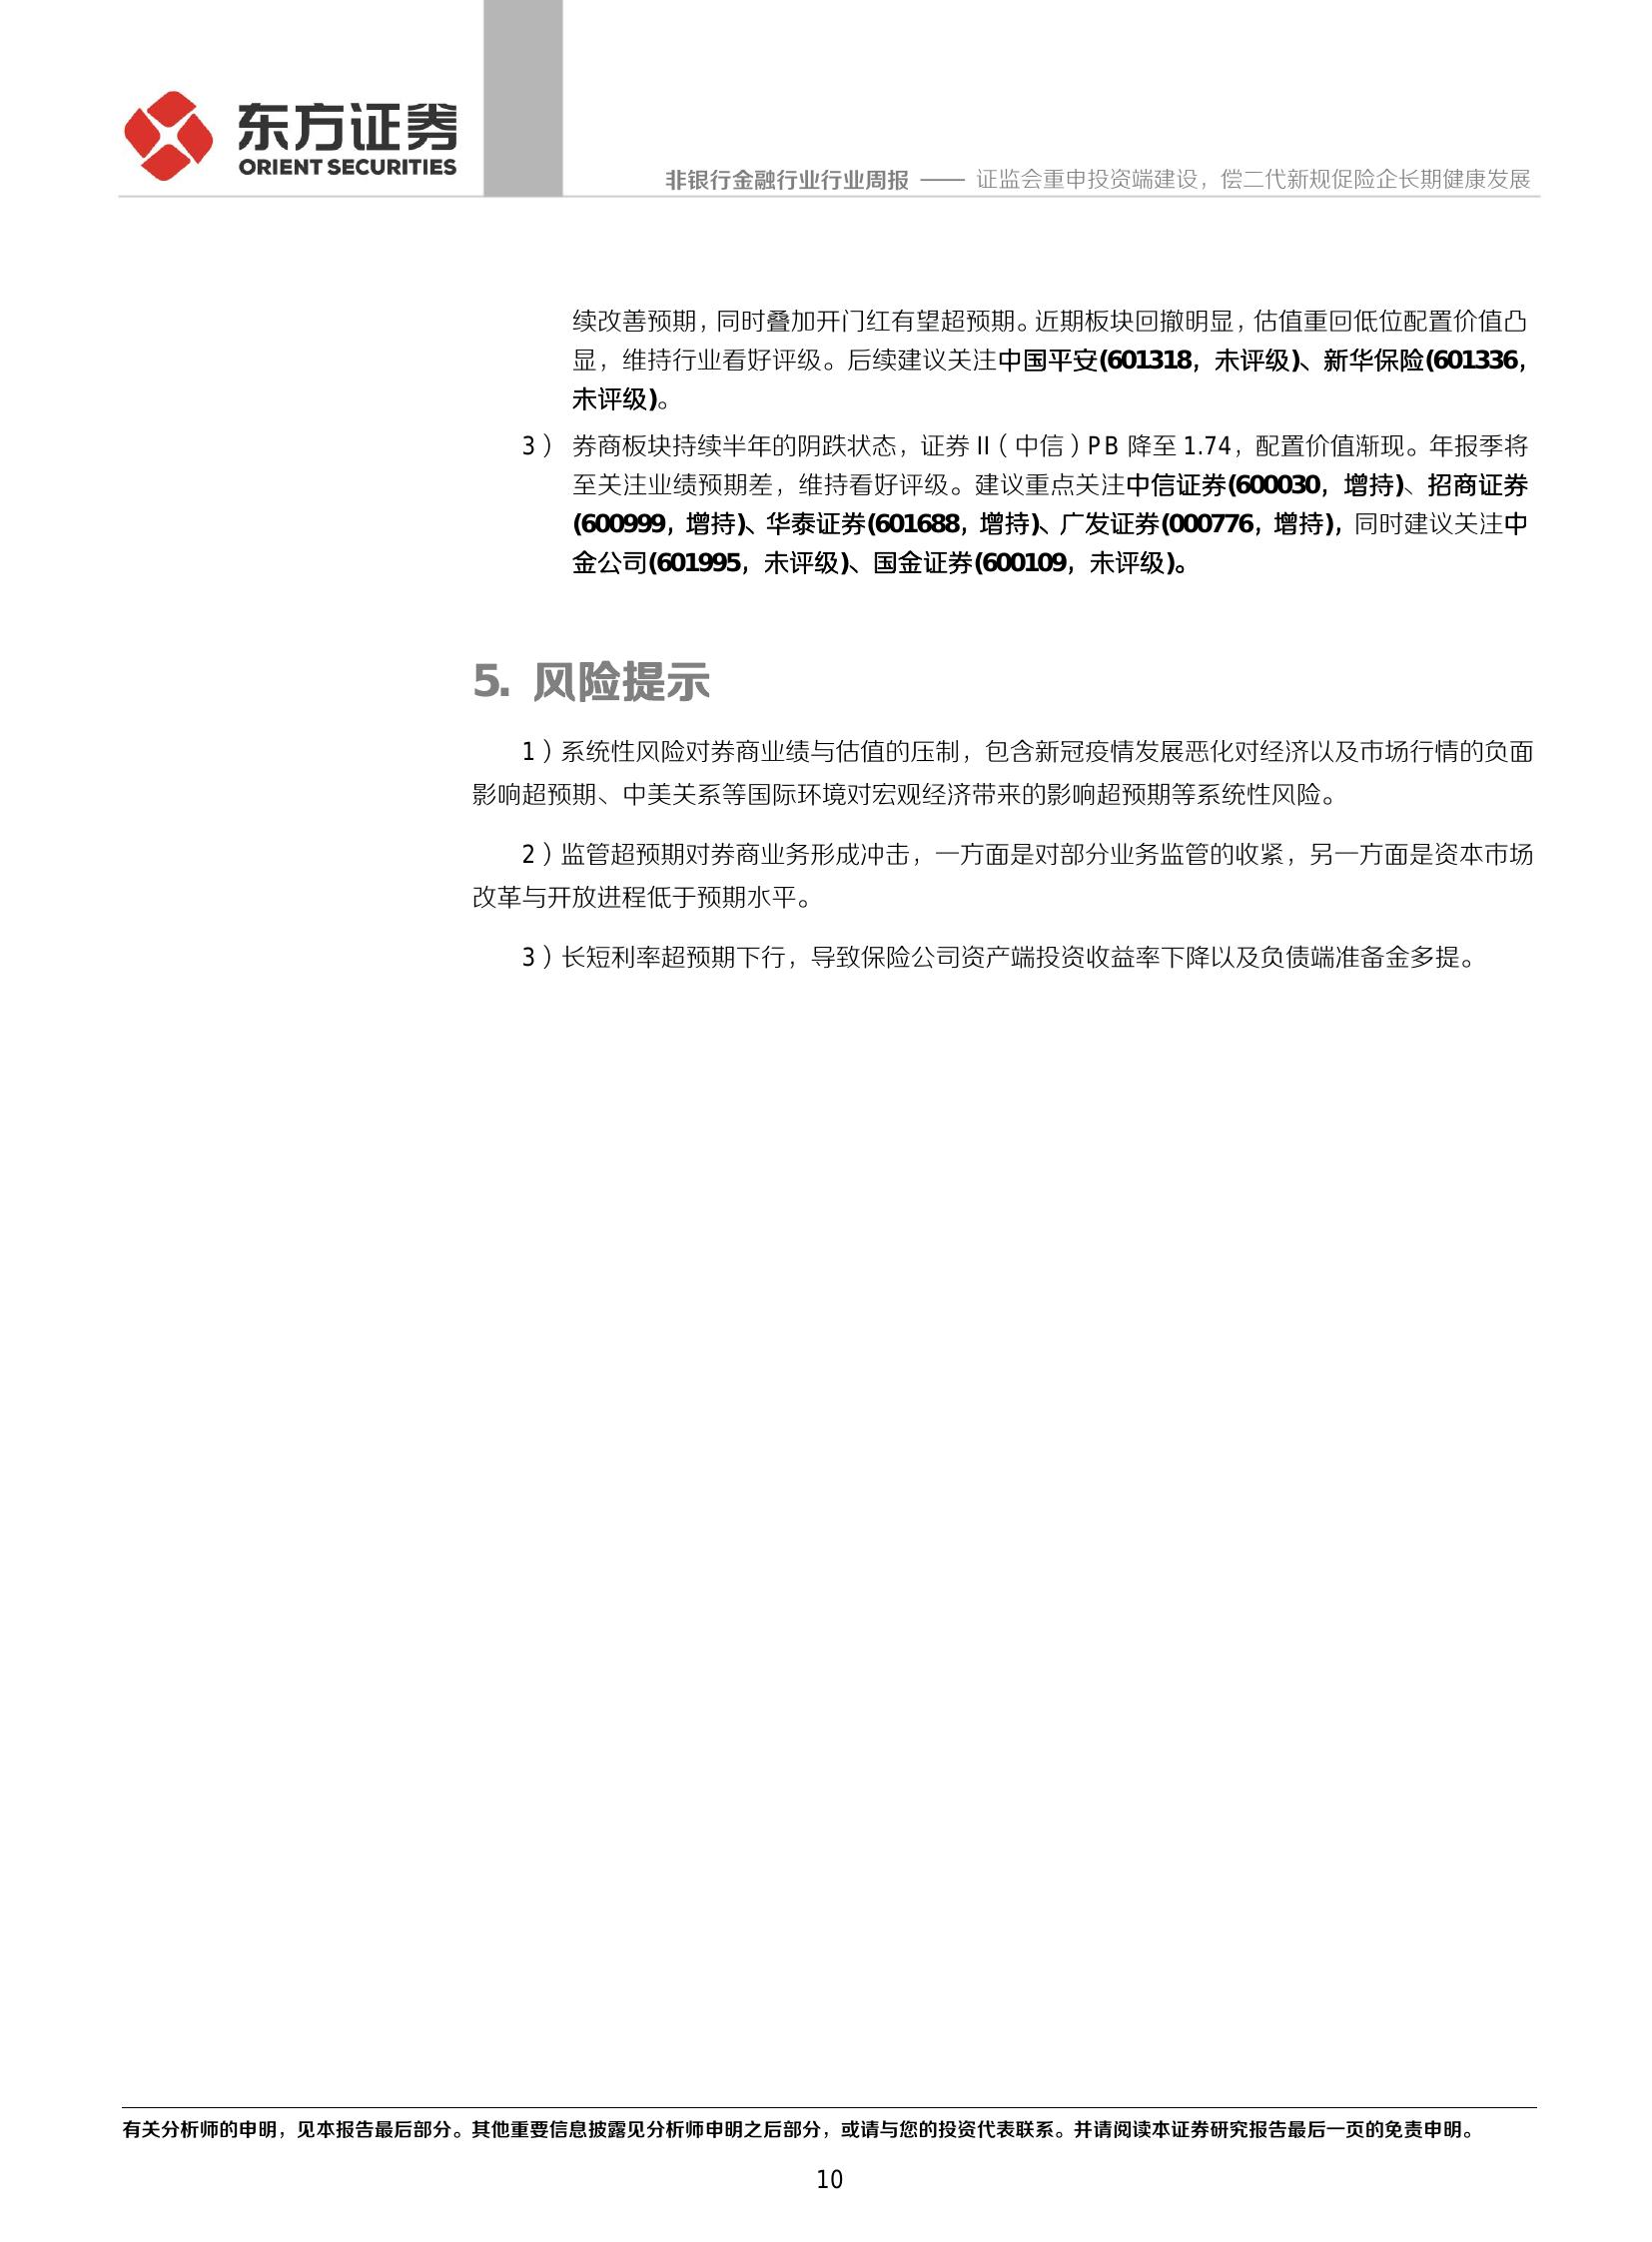 东方证券
ORIENT SECURITIES
非银行金融行业行业周报 —— 证监会重申投资端建设，偿二代新规促险企长期健康发展
续改善预期，同时叠加开门红有望超预期。近期板块回撤明显，估值重回低位配置价值凸
显，维持行业看好评级。后续建议关注中国平安(601318，未评级)、新华保险(601336，
未评级)。
3） 券商板块持续半年的阴跌状态，证券 II（中信）PB 降至 1.74，配置价值渐现。年报季将
至关注业绩预期差，维持看好评级。建议重点关注中信证券(600030，增持)、招商证券
(600999，增持)、华泰证券(601688，增持)、广发证券(000776，增持)，同时建议关注中
金公司(601995，未评级)、国金证券(600109，未评级)。
5. 风险提示
1）系统性风险对券商业绩与估值的压制，包含新冠疫情发展恶化对经济以及市场行情的负面
影响超预期、中美关系等国际环境对宏观经济带来的影响超预期等系统性风险。
2）监管超预期对券商业务形成冲击，一方面是对部分业务监管的收紧，另一方面是资本市场
改革与开放进程低于预期水平。
3）长短利率超预期下行，导致保险公司资产端投资收益率下降以及负债端准备金多提。
有关分析师的申明，见本报告最后部分。其他重要信息披露见分析师申明之后部分，或请与您的投资代表联系。并请阅读本证券研究报告最后一页的免责申明。
10